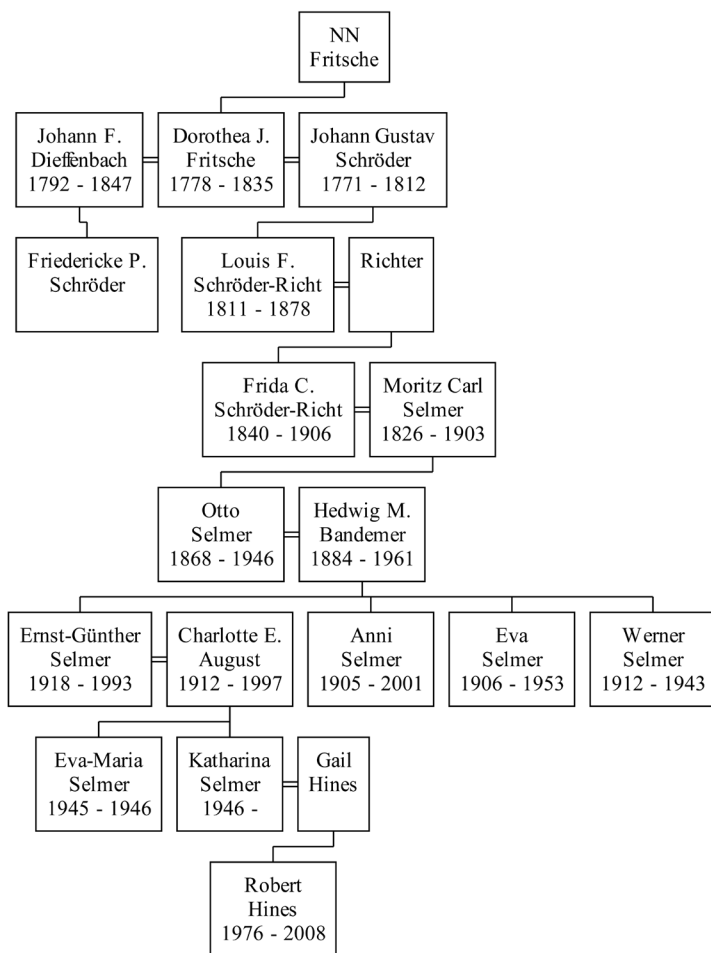 NN
Fritsche
Johann F.
Dieffenbach
1792 - 1847
Dorothea J.
Fritsche
1778 - 1835
Johann Gustav
Schröder
1771 - 1812
Friedericke P.
Schröder
Louis F.
Schröder-Richt
1811 - 1878
Richter
Frida C.
Schröder-Richt
1840 - 1906
Moritz Carl
Selmer
1826 - 1903
Otto
Selmer
1868 - 1946
Hedwig M.
Bandemer
1884 - 1961
Ernst-Günther
Selmer
1918 - 1993
Charlotte E.
August
1912 - 1997
Anni
Selmer
1905 - 2001
Eva
Selmer
1906 - 1953
Werner
Selmer
1912 - 1943
Eva-Maria
Selmer
1945 - 1946
Katharina
Selmer
1946 -
Gail
Hines
Robert
Hines
1976 - 2008